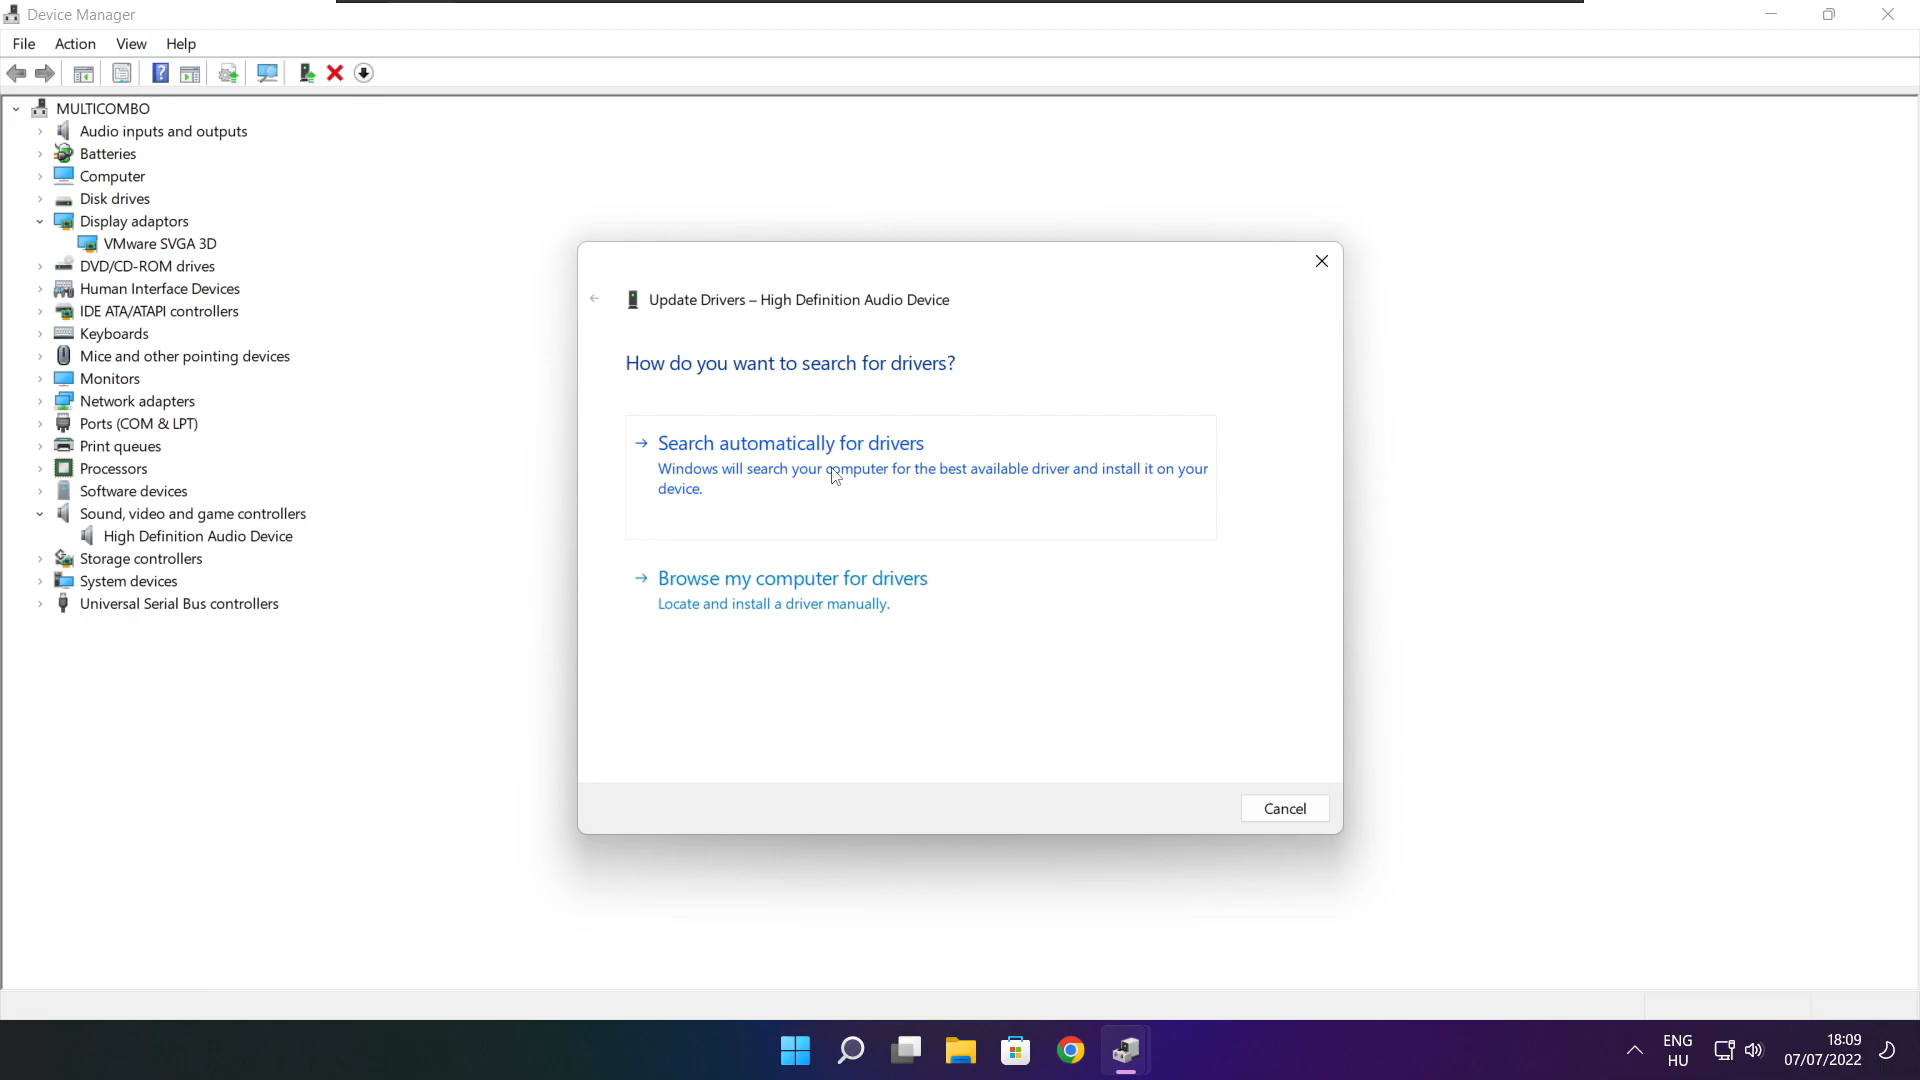 Device Manager
File Action View Help
MULTICOMBO
Audio inputs and outputs
Batteries
Computer
Disk drives
Display adaptors
VMware SVGA 3D
DVD/CD-ROM drives
Human Interface Devices
IDE ATA/ATAPI controllers
Keyboards
Mice and other pointing devices
Monitors
Network adapters
Ports (COM & LPT)
Print queues
Processors
Software devices
Sound, video and game controllers
High Definition Audio Device
Storage controllers
System devices
Universal Serial Bus controllers
Update Drivers – High Definition Audio Device
How do you want to search for drivers?
Search automatically for drivers
Windows will search your computer for the best available driver and install it on your
device.
Browse my computer for drivers
Locate and install a driver manually.
Cancel
ENG
HU
18:09
07/07/2022